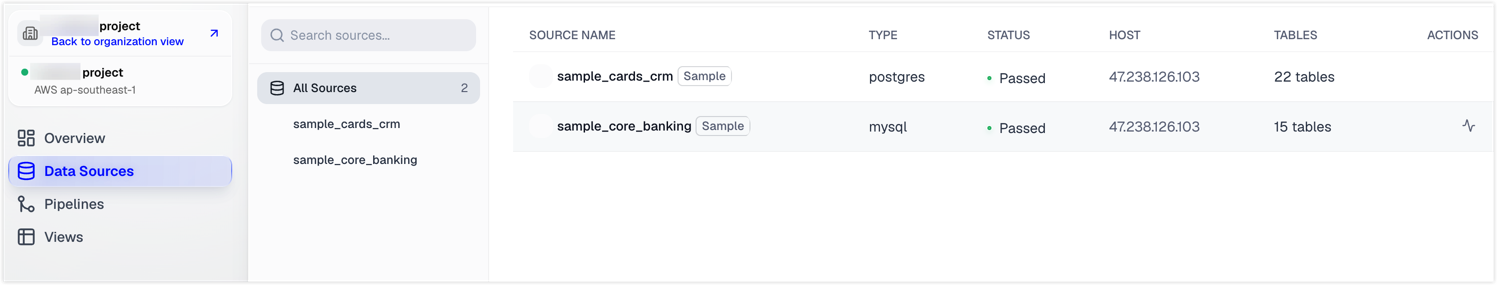 project
Back to organization view
project
AWS ap-southeast-1
Overview
Data Sources
Pipelines
Views
Search sources...
All Sources 2
sample_cards_crm
sample_core_banking
SOURCE NAME TYPE STATUS HOST TABLES ACTIONS
sample_cards_crm Sample postgres Passed 47.238.126.103 22 tables
sample_core_banking Sample mysql Passed 47.238.126.103 15 tables